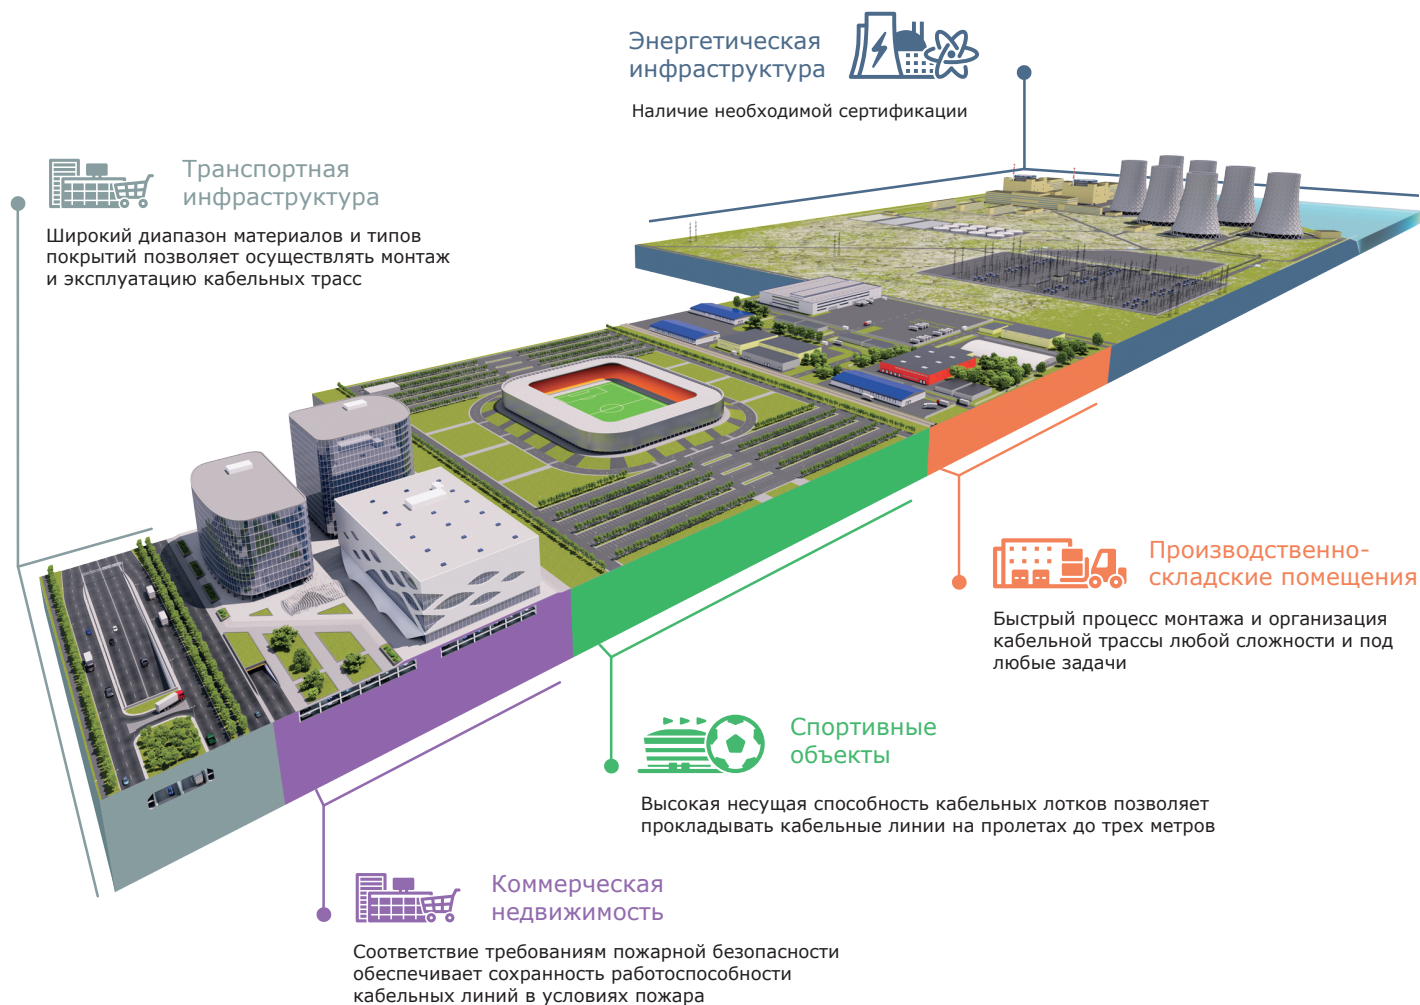 Энергетическая
инфраструктура
Наличие необходимой сертификации
Транспортная
инфраструктура
Широкий диапазон материалов и типов
покрытий позволяет осуществлять монтаж
и эксплуатацию кабельных трасс
Производственно-
складские помещения
Быстрый процесс монтажа и организация
кабельной трассы любой сложности и под
любые задачи
Спортивные
объекты
Высокая несущая способность кабельных лотков позволяет
прокладывать кабельные линии на пролетах до трех метров
Коммерческая
недвижимость
Соответствие требованиям пожарной безопасности
обеспечивает сохранность работоспособности
кабельных линий в условиях пожара